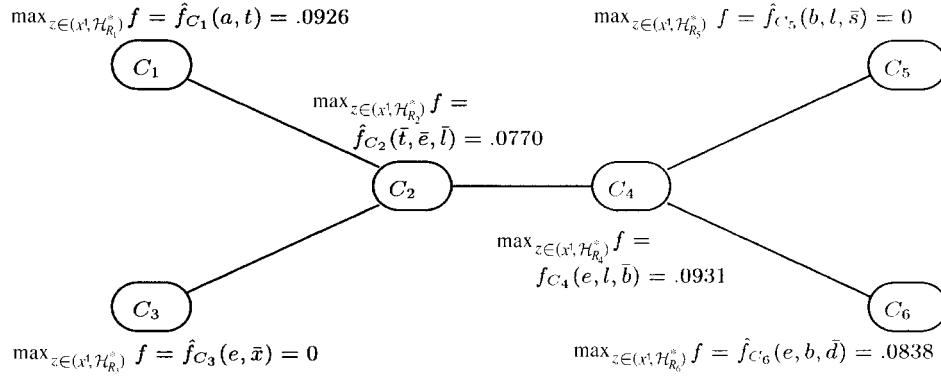 max_{z∈(x¹,ℋ*_{R₁})} f = f̂_{C₁}(a, t) = .0926
max_{z∈(x¹,ℋ*_{R₅})} f = f̂_{C₅}(b, l, s̄) = 0
C₁
C₅
max_{z∈(x¹,ℋ*_{R₂})} f =
f̂_{C₂}(t̄, ē, l̄) = .0770
C₂
C₄
max_{z∈(x¹,ℋ*_{R₄})} f =
f_{C₄}(e, l, b̄) = .0931
C₃
C₆
max_{z∈(x¹,ℋ*_{R₃})} f = f̂_{C₃}(e, x̄) = 0
max_{z∈(x¹,ℋ*_{R₆})} f = f̂_{C₆}(e, b, d̄) = .0838